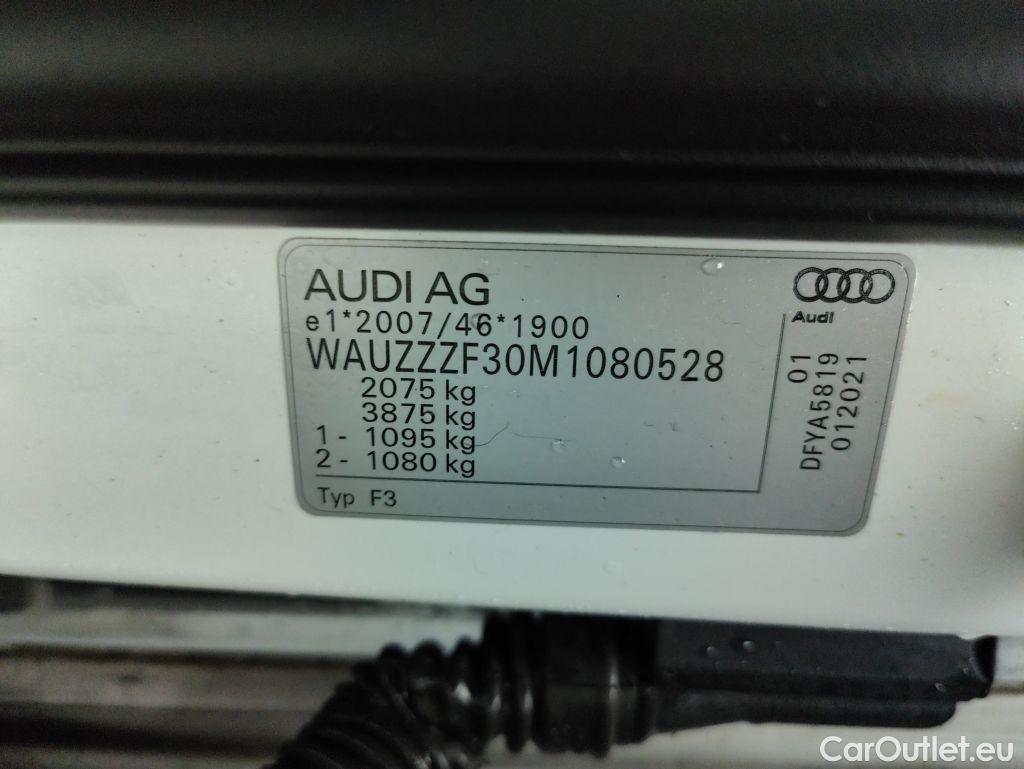 AUDI AG
e1*2007/46*1900
WAUZZZF30M1080528
2075 kg
3875 kg
1 - 1095 kg
2 - 1080 kg
Typ F3
Audi
01
DFYA5819
012021
CarOutlet.eu